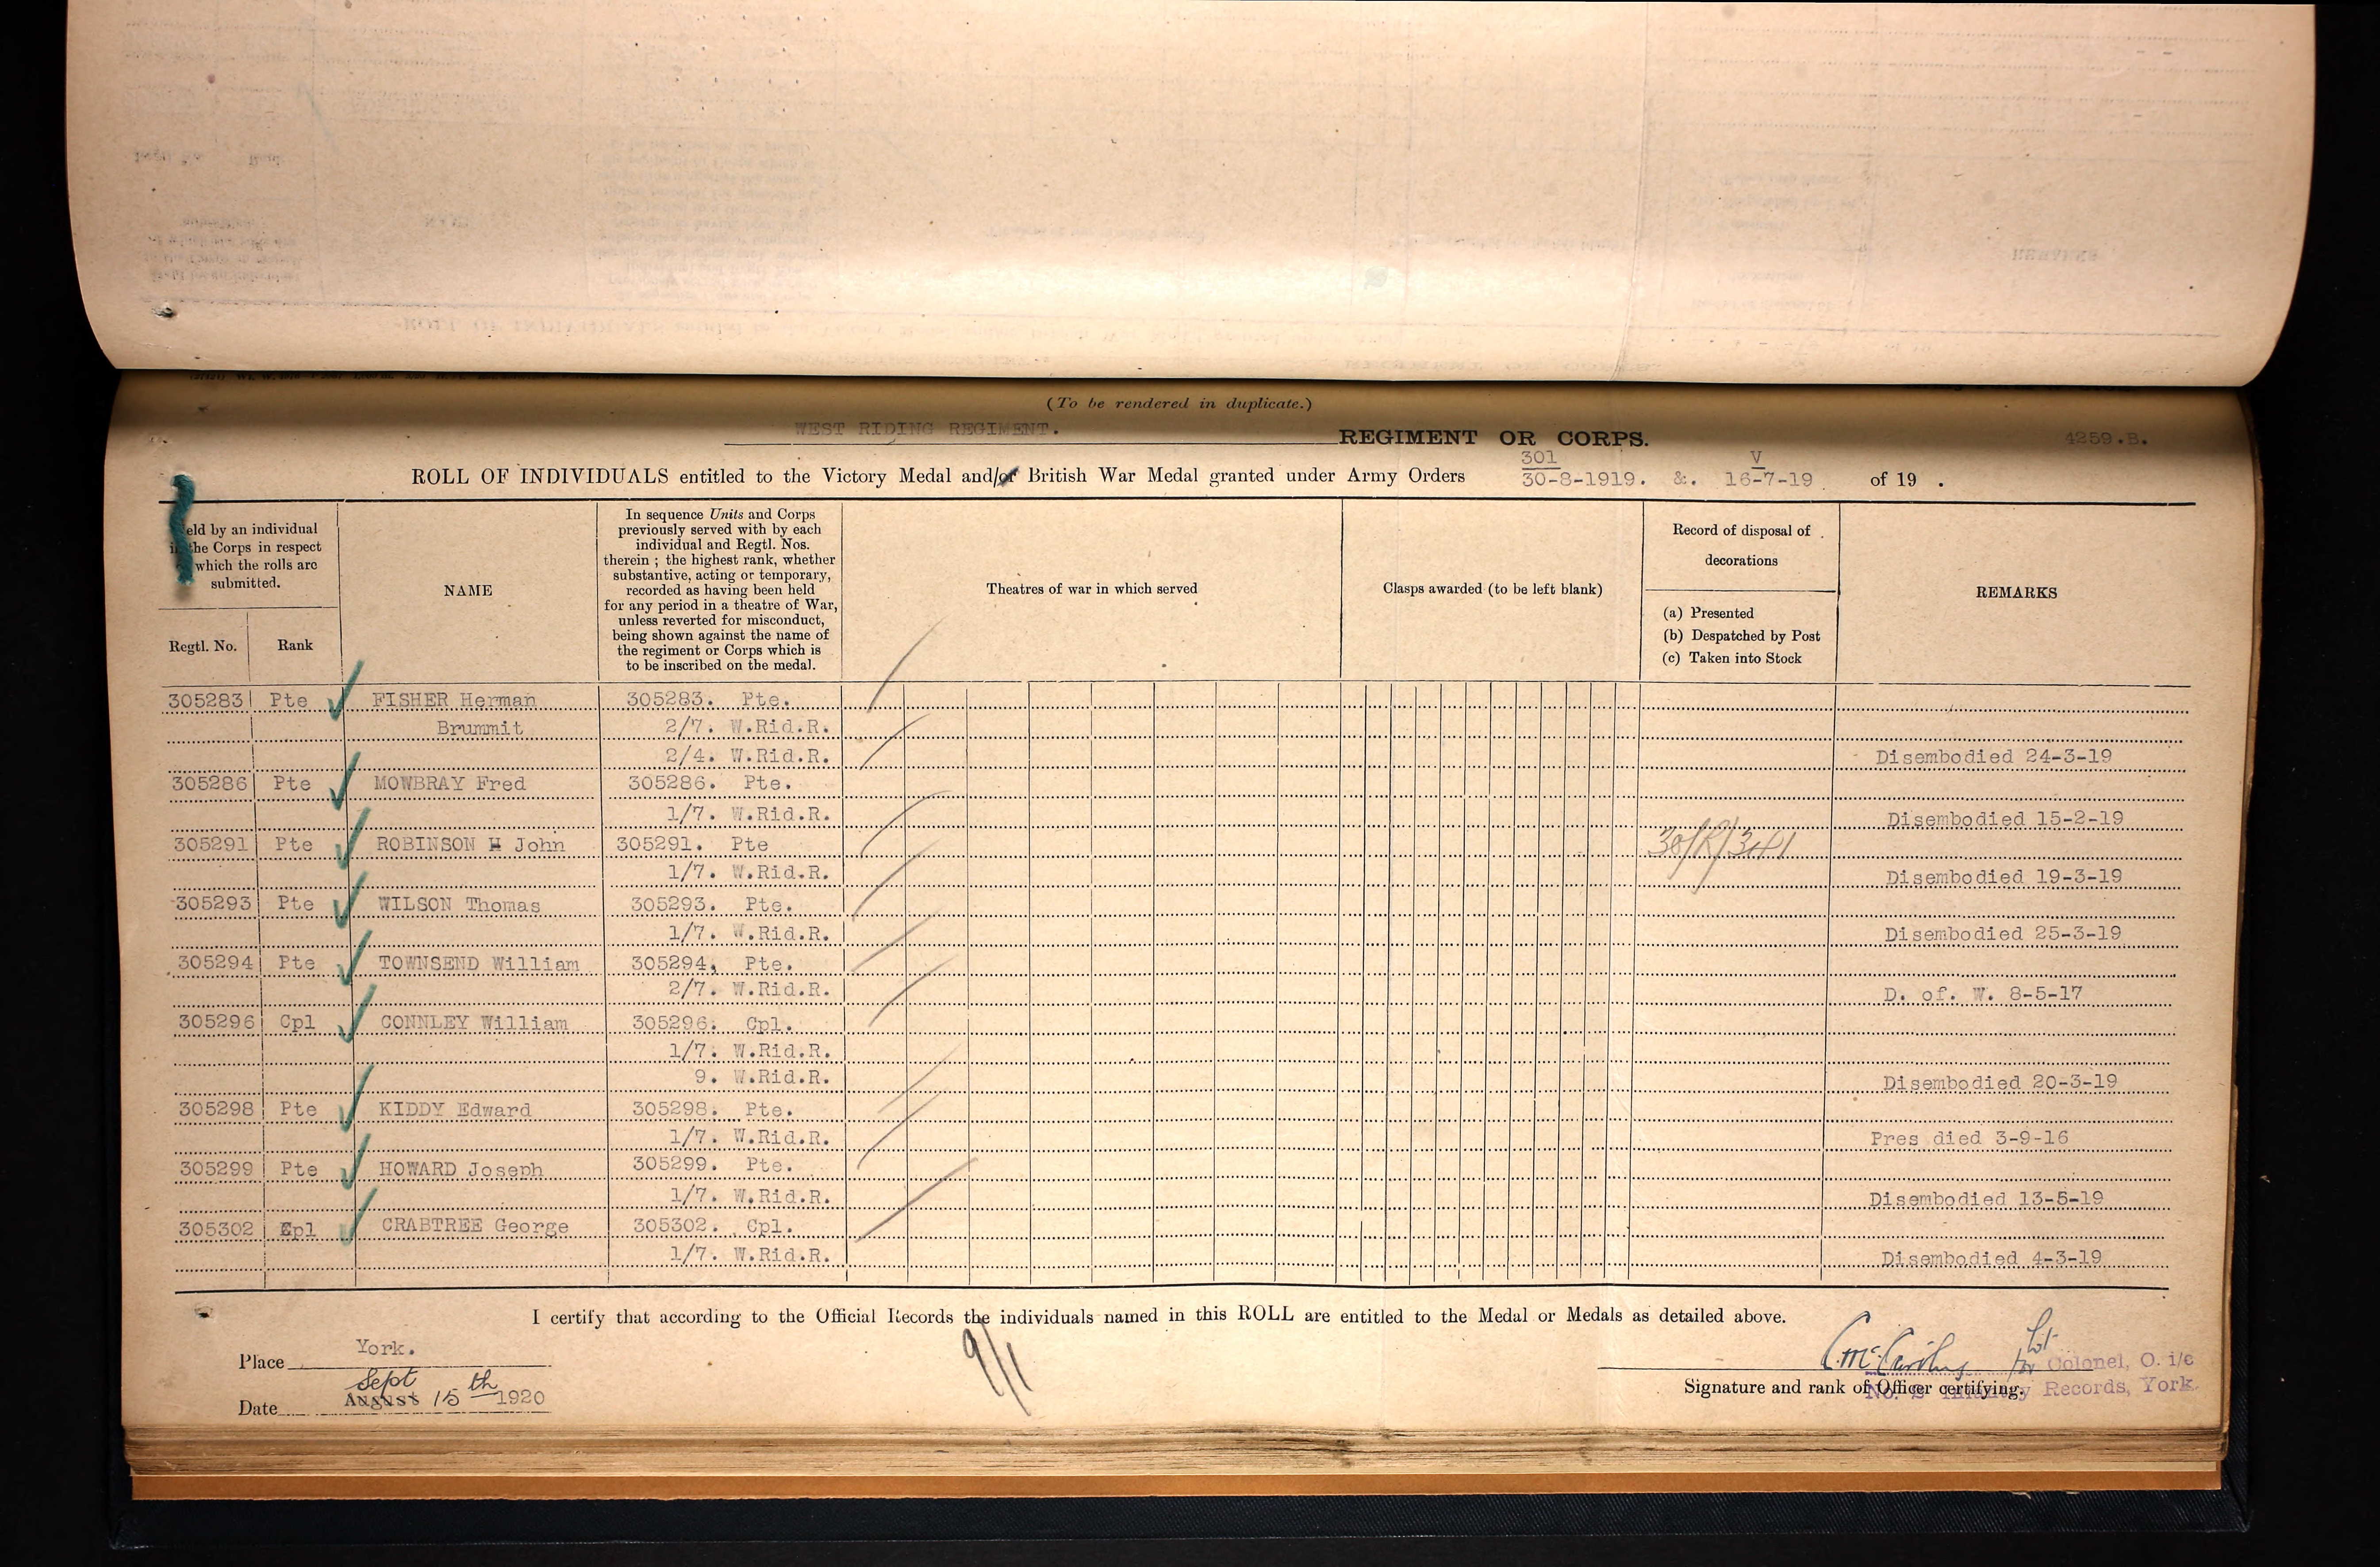 (To be rendered in duplicate.)
WEST RIDING REGIMENT. REGIMENT OR CORPS. 4259.B.
ROLL OF INDIVIDUALS entitled to the Victory Medal and/or British War Medal granted under Army Orders 301 30-8-1919. &. V 16-7-19 of 19 .
eld by an individual
in the Corps in respect
which the rolls are
submitted.
Regtl. No.
Rank
NAME
In sequence Units and Corps
previously served with by each
individual and Regtl. Nos.
therein ; the highest rank, whether
substantive, acting or temporary,
recorded as having been held
for any period in a theatre of War,
unless reverted for misconduct,
being shown against the name of
the regiment or Corps which is
to be inscribed on the medal.
Theatres of war in which served
Clasps awarded (to be left blank)
Record of disposal of
decorations
(a) Presented
(b) Despatched by Post
(c) Taken into Stock
REMARKS
305283 Pte FISHER Herman 305283. Pte.
Brummit 2/7. W.Rid.R.
2/4. W.Rid.R. Disembodied 24-3-19
305286 Pte MOWBRAY Fred 305286. Pte.
1/7. W.Rid.R. Disembodied 15-2-19
305291 Pte ROBINSON H John 305291. Pte
1/7. W.Rid.R. Disembodied 19-3-19
305293 Pte WILSON Thomas 305293. Pte.
1/7. W.Rid.R. Disembodied 25-3-19
305294 Pte TOWNSEND William 305294, Pte.
2/7. W.Rid.R. D. of. W. 8-5-17
305296 Cpl CONNLEY William 305296. Cpl.
1/7. W.Rid.R.
9. W.Rid.R. Disembodied 20-3-19
305298 Pte KIDDY Edward 305298. Pte.
1/7. W.Rid.R. Pres died 3-9-16
305299 Pte HOWARD Joseph 305299. Pte.
1/7. W.Rid.R. Disembodied 13-5-19
305302 Cpl CRABTREE George 305302. Cpl.
1/7. W.Rid.R. Disembodied 4-3-19
I certify that according to the Official Records the individuals named in this ROLL are entitled to the Medal or Medals as detailed above.
9/1
Place York.
Sept
Date August 15th 1920
for Colonel, O. i/c
Signature and rank of Officer certifying.
No. 2 Infantry Records, York.